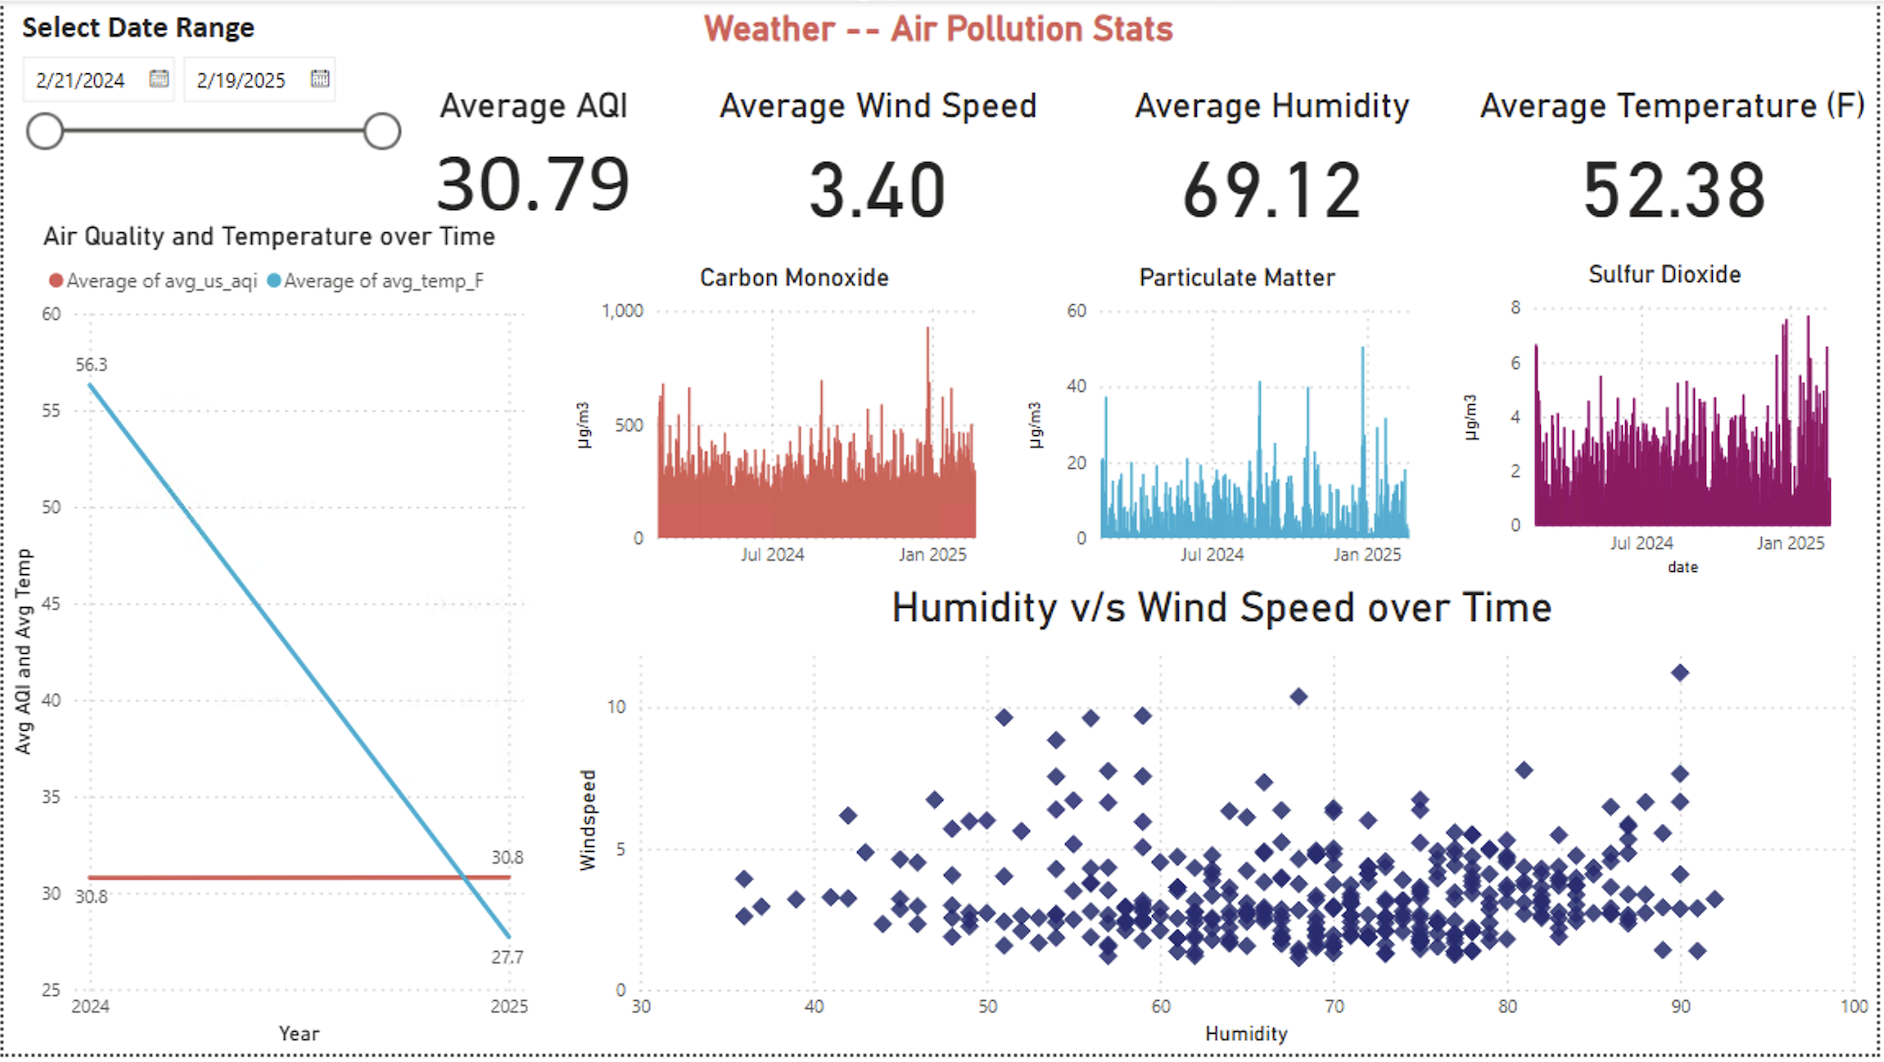 Select Date Range
Weather -- Air Pollution Stats
2/21/2024
2/19/2025
Average AQI
30.79
Average Wind Speed
3.40
Average Humidity
69.12
Average Temperature (F)
52.38
Air Quality and Temperature over Time
Average of avg_us_aqi
Average of avg_temp_F
Avg AQI and Avg Temp
60
55
50
45
40
35
30
25
56.3
30.8
30.8
27.7
2024
2025
Year
Carbon Monoxide
µg/m3
1,000
500
0
Jul 2024
Jan 2025
Particulate Matter
µg/m3
60
40
20
0
Jul 2024
Jan 2025
Sulfur Dioxide
µg/m3
8
6
4
2
0
Jul 2024
Jan 2025
date
Humidity v/s Wind Speed over Time
Windspeed
10
5
0
30
40
50
60
70
80
90
100
Humidity